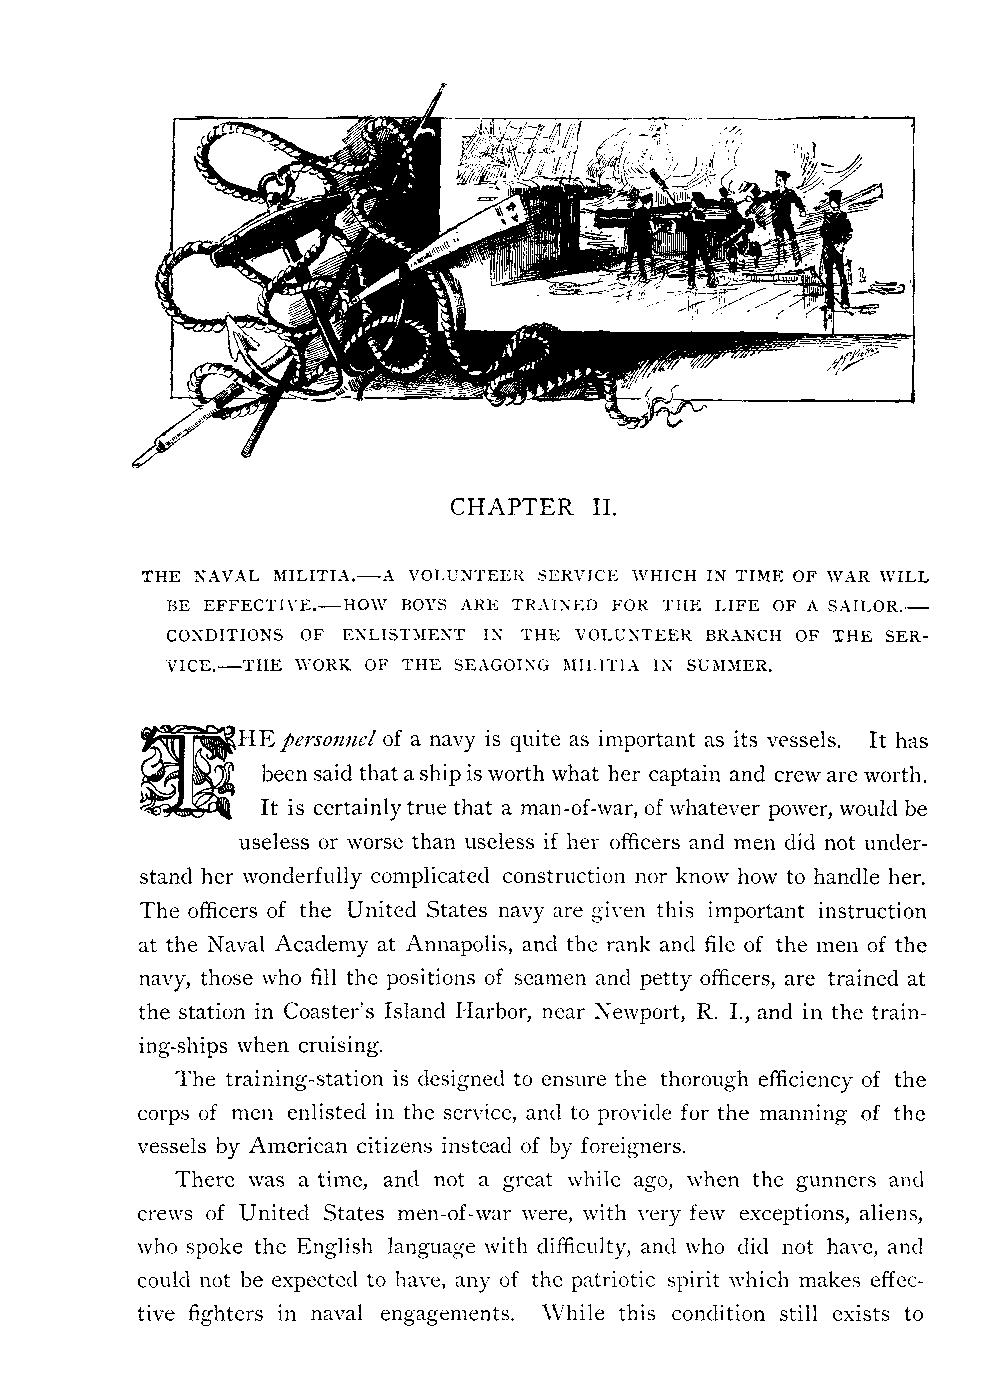 CHAPTER II.
THE NAVAL MILITIA.—A VOLUNTEER SERVICE WHICH IN TIME OF WAR WILL
BE EFFECTIVE.—HOW BOYS ARE TRAINED FOR THE LIFE OF A SAILOR.—
CONDITIONS OF ENLISTMENT IN THE VOLUNTEER BRANCH OF THE SER-
VICE.—THE WORK OF THE SEAGOING MILITIA IN SUMMER.
THE personnel of a navy is quite as important as its vessels. It has
been said that a ship is worth what her captain and crew are worth.
It is certainly true that a man-of-war, of whatever power, would be
useless or worse than useless if her officers and men did not under-
stand her wonderfully complicated construction nor know how to handle her.
The officers of the United States navy are given this important instruction
at the Naval Academy at Annapolis, and the rank and file of the men of the
navy, those who fill the positions of seamen and petty officers, are trained at
the station in Coaster's Island Harbor, near Newport, R. I., and in the train-
ing-ships when cruising.
The training-station is designed to ensure the thorough efficiency of the
corps of men enlisted in the service, and to provide for the manning of the
vessels by American citizens instead of by foreigners.
There was a time, and not a great while ago, when the gunners and
crews of United States men-of-war were, with very few exceptions, aliens,
who spoke the English language with difficulty, and who did not have, and
could not be expected to have, any of the patriotic spirit which makes effec-
tive fighters in naval engagements. While this condition still exists to